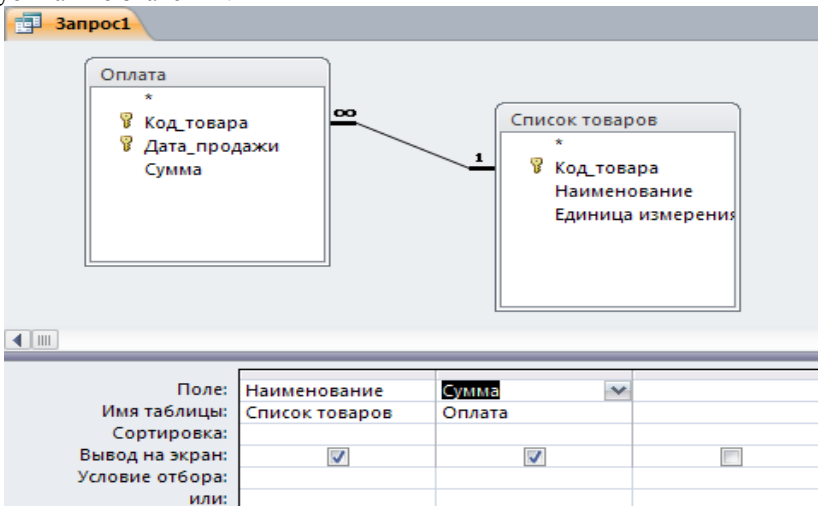 Запрос1
Оплата
*
Код_товара
Дата_продажи
Сумма
∞
1
Список товаров
*
Код_товара
Наименование
Единица измерения
Поле: Наименование Сумма
Имя таблицы: Список товаров Оплата
Сортировка:
Вывод на экран:
Условие отбора:
или: